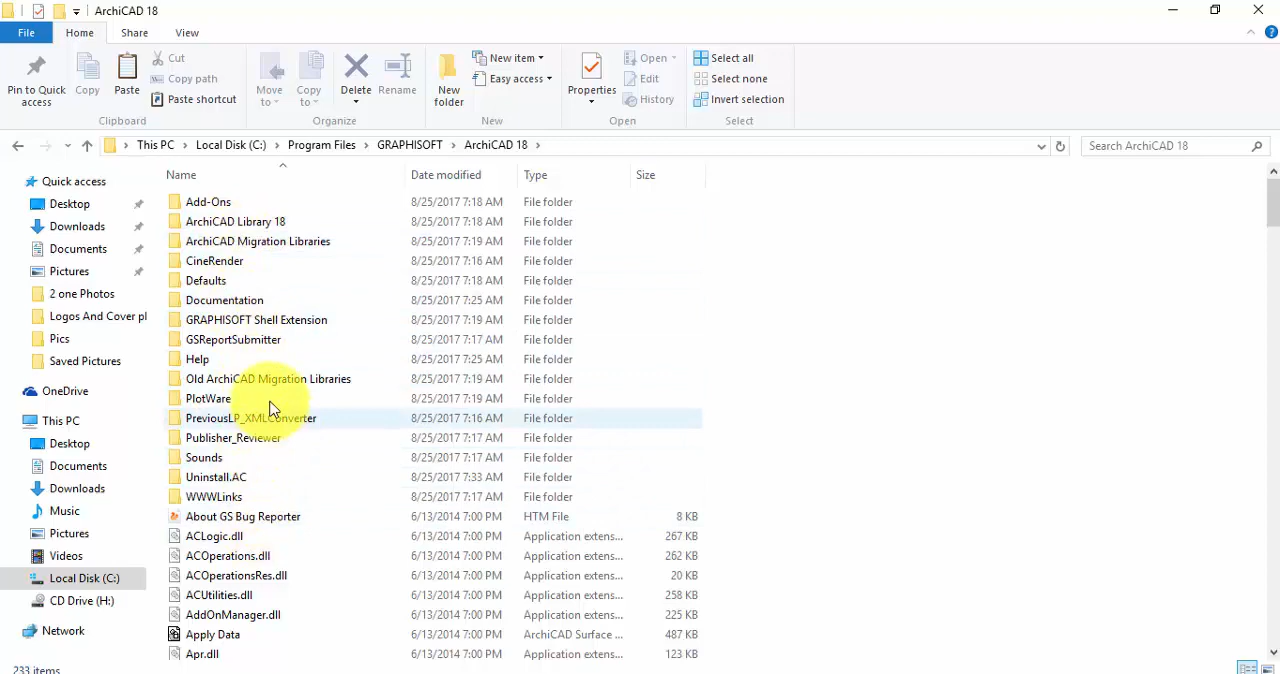 ArchiCAD 18
File Home Share View
Pin to Quick access
Copy
Paste
Cut
Copy path
Paste shortcut
Clipboard
Move to
Copy to
Delete
Rename
Organize
New folder
New item
Easy access
New
Properties
Open
Edit
History
Open
Select all
Select none
Invert selection
Select
This PC Local Disk (C:) Program Files GRAPHISOFT ArchiCAD 18
Search ArchiCAD 18
Quick access
Desktop
Downloads
Documents
Pictures
2 one Photos
Logos And Cover pl
Pics
Saved Pictures
OneDrive
This PC
Desktop
Documents
Downloads
Music
Pictures
Videos
Local Disk (C:)
CD Drive (H:)
Network
Name Date modified Type Size
Add-Ons 8/25/2017 7:18 AM File folder
ArchiCAD Library 18 8/25/2017 7:18 AM File folder
ArchiCAD Migration Libraries 8/25/2017 7:19 AM File folder
CineRender 8/25/2017 7:16 AM File folder
Defaults 8/25/2017 7:18 AM File folder
Documentation 8/25/2017 7:25 AM File folder
GRAPHISOFT Shell Extension 8/25/2017 7:19 AM File folder
GSReportSubmitter 8/25/2017 7:17 AM File folder
Help 8/25/2017 7:25 AM File folder
Old ArchiCAD Migration Libraries 8/25/2017 7:19 AM File folder
PlotWare 8/25/2017 7:19 AM File folder
PreviousLP_XMLConverter 8/25/2017 7:16 AM File folder
Publisher_Reviewer 8/25/2017 7:17 AM File folder
Sounds 8/25/2017 7:17 AM File folder
Uninstall.AC 8/25/2017 7:33 AM File folder
WWWLinks 8/25/2017 7:17 AM File folder
About GS Bug Reporter 6/13/2014 7:00 PM HTM File 8 KB
ACLogic.dll 6/13/2014 7:00 PM Application extens... 267 KB
ACOperations.dll 6/13/2014 7:00 PM Application extens... 262 KB
ACOperationsRes.dll 6/13/2014 7:00 PM Application extens... 20 KB
ACUtilities.dll 6/13/2014 7:00 PM Application extens... 258 KB
AddOnManager.dll 6/13/2014 7:00 PM Application extens... 225 KB
Apply Data 6/13/2014 7:00 PM ArchiCAD Surface ... 487 KB
Apr.dll 6/13/2014 7:00 PM Application extens... 123 KB
233 items